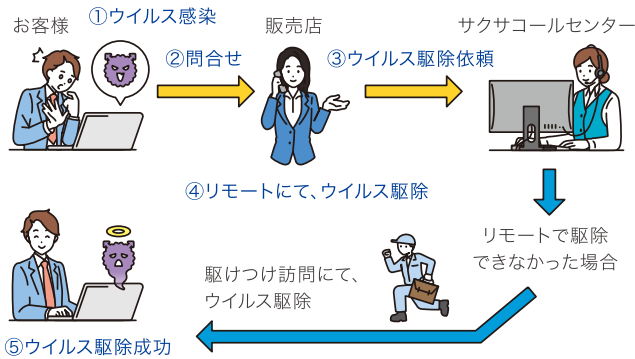 お客様
①ウイルス感染
②問合せ
販売店
③ウイルス駆除依頼
サクサコールセンター
④リモートにて、ウイルス駆除
リモートで駆除
できなかった場合
駆けつけ訪問にて、
ウイルス駆除
⑤ウイルス駆除成功